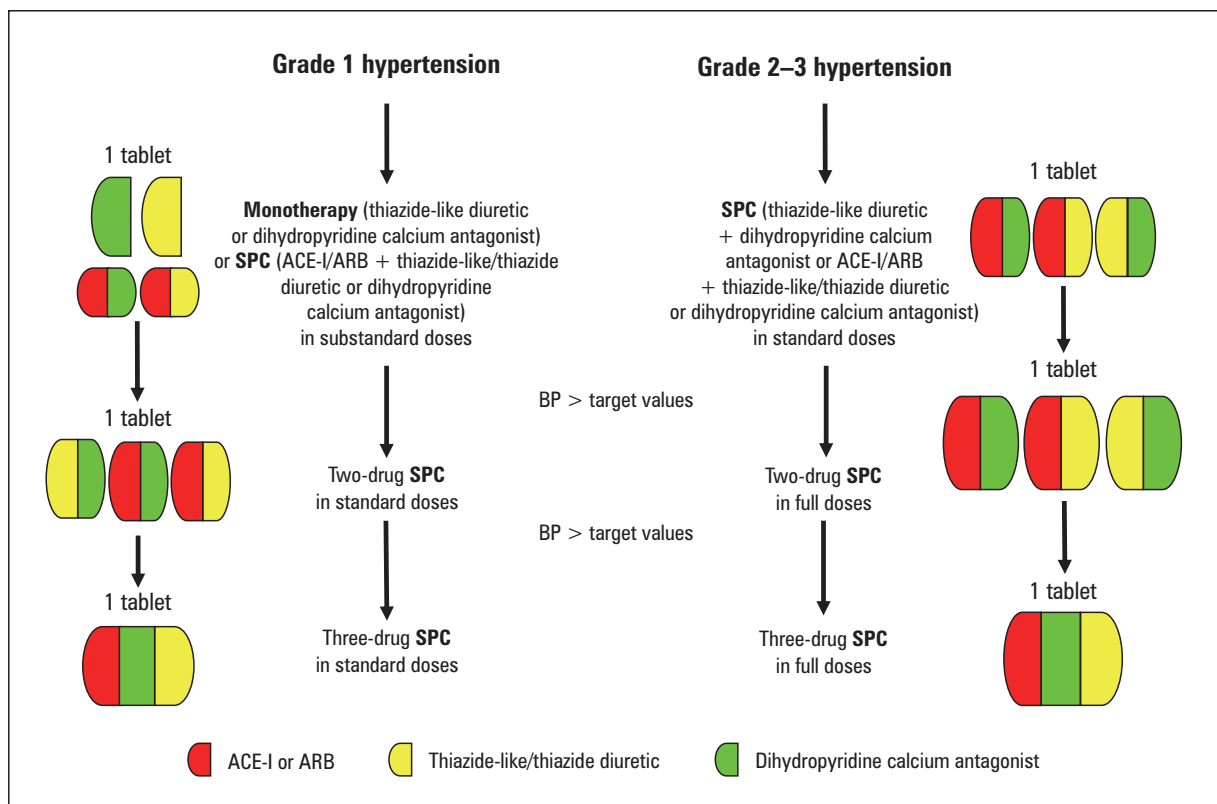 Grade 1 hypertension
Grade 2–3 hypertension
1 tablet
Monotherapy (thiazide-like diuretic
or dihydropyridine calcium antagonist)
or SPC (ACE-I/ARB + thiazide-like/thiazide
diuretic or dihydropyridine
calcium antagonist)
in substandard doses
SPC (thiazide-like diuretic
+ dihydropyridine calcium
antagonist or ACE-I/ARB
+ thiazide-like/thiazide diuretic
or dihydropyridine calcium antagonist)
in standard doses
1 tablet
BP > target values
1 tablet
Two-drug SPC
in standard doses
Two-drug SPC
in full doses
1 tablet
BP > target values
1 tablet
Three-drug SPC
in standard doses
Three-drug SPC
in full doses
1 tablet
ACE-I or ARB
Thiazide-like/thiazide diuretic
Dihydropyridine calcium antagonist